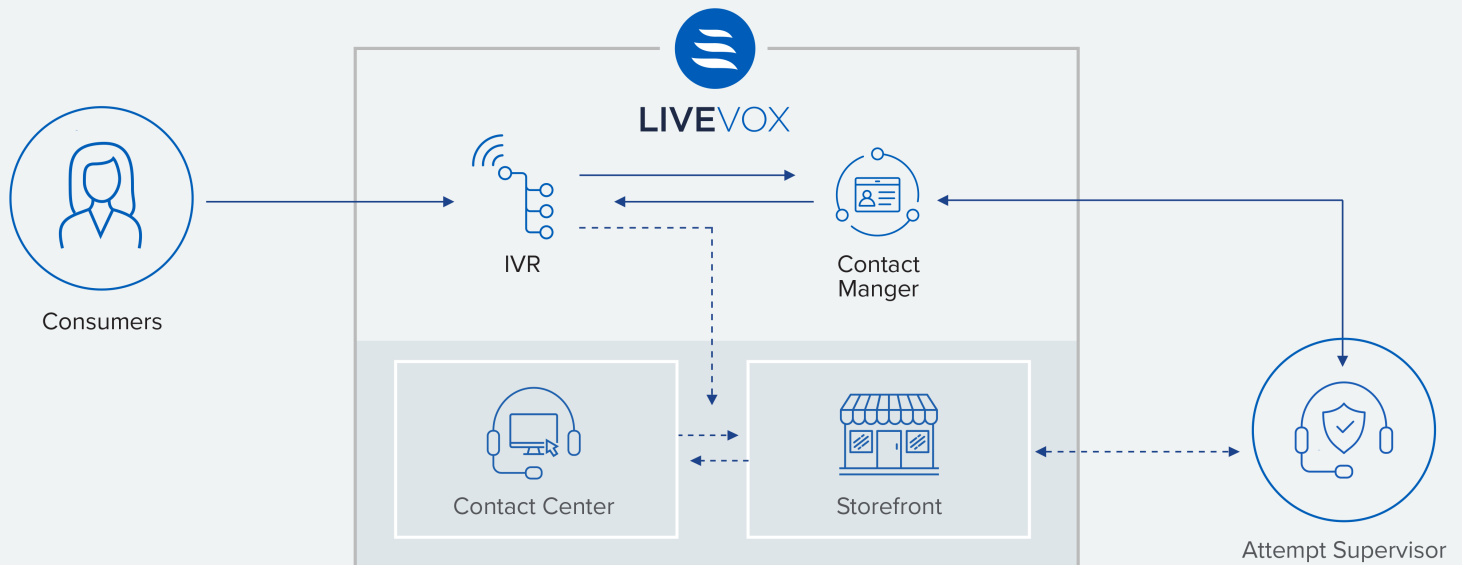 LIVEVOX
IVR
Contact
Manger
Consumers
Contact Center
Storefront
Attempt Supervisor